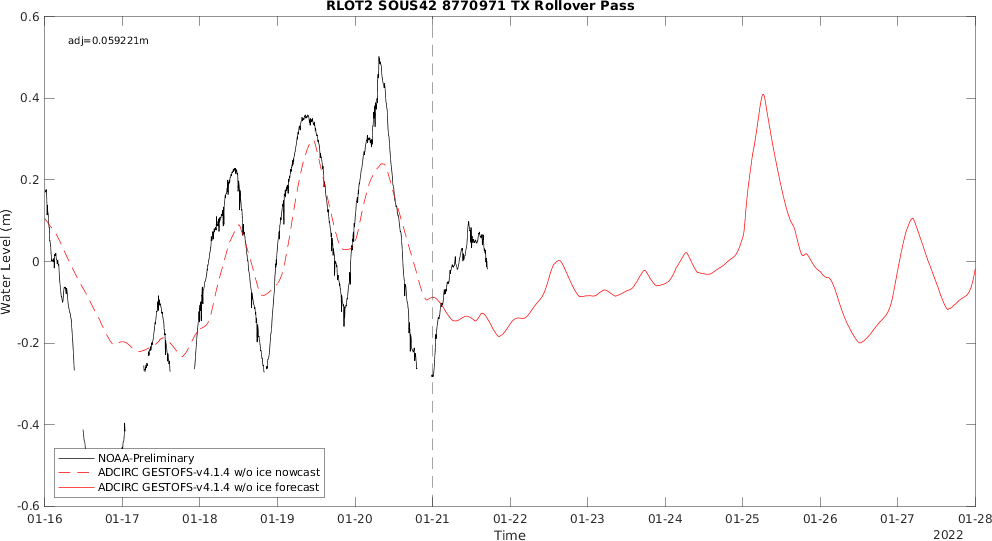 RLOT2 SOUS42 8770971 TX Rollover Pass
adj=0.059221m
0.6
0.4
0.2
0
-0.2
-0.4
-0.6
Water Level (m)
NOAA-Preliminary
ADCIRC GESTOFS-v4.1.4 w/o ice nowcast
ADCIRC GESTOFS-v4.1.4 w/o ice forecast
01-16 01-17 01-18 01-19 01-20 01-21 01-22 01-23 01-24 01-25 01-26 01-27 01-28
Time
2022